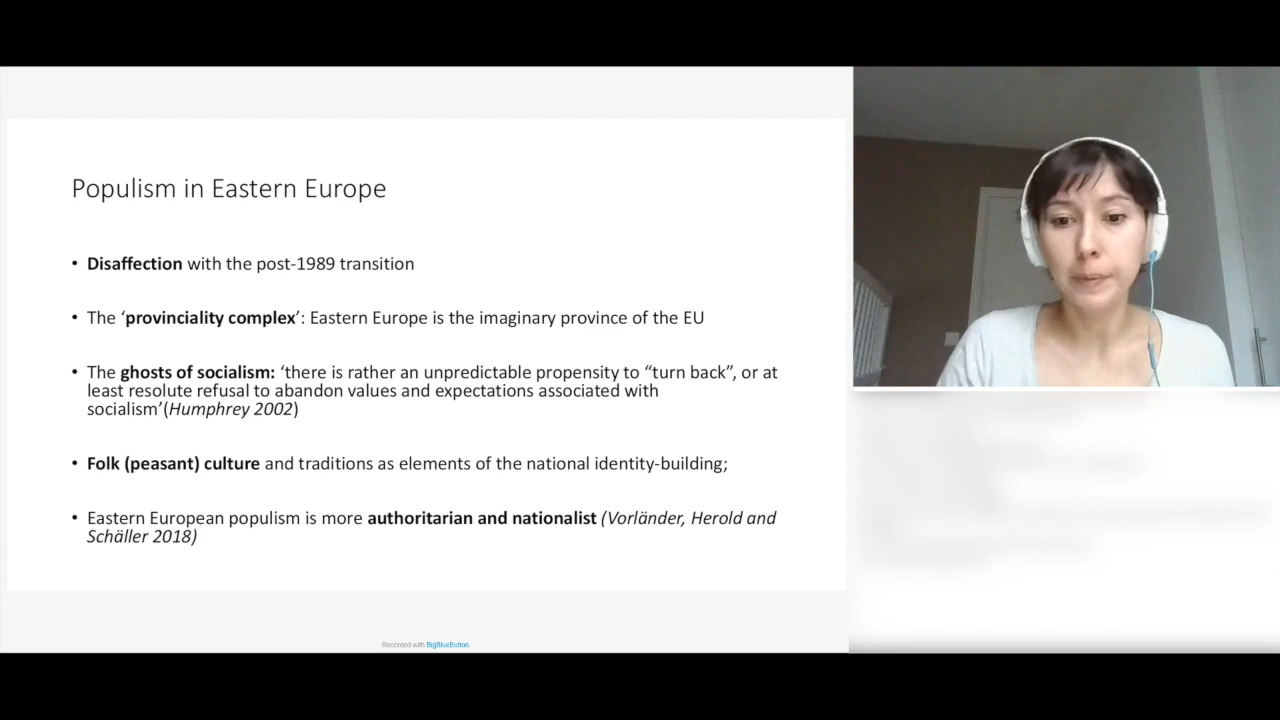 Populism in Eastern Europe
• Disaffection with the post-1989 transition
• The ‘provinciality complex’: Eastern Europe is the imaginary province of the EU
• The ghosts of socialism: ‘there is rather an unpredictable propensity to “turn back”, or at
least resolute refusal to abandon values and expectations associated with
socialism’(Humphrey 2002)
• Folk (peasant) culture and traditions as elements of the national identity-building;
• Eastern European populism is more authoritarian and nationalist (Vorländer, Herold and
Schäller 2018)
Recorded with BigBlueButton.